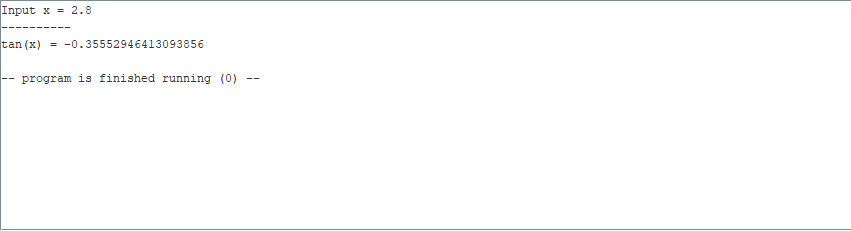 Input x = 2.8
----------
tan(x) = -0.35552946413093856
-- program is finished running (0) --